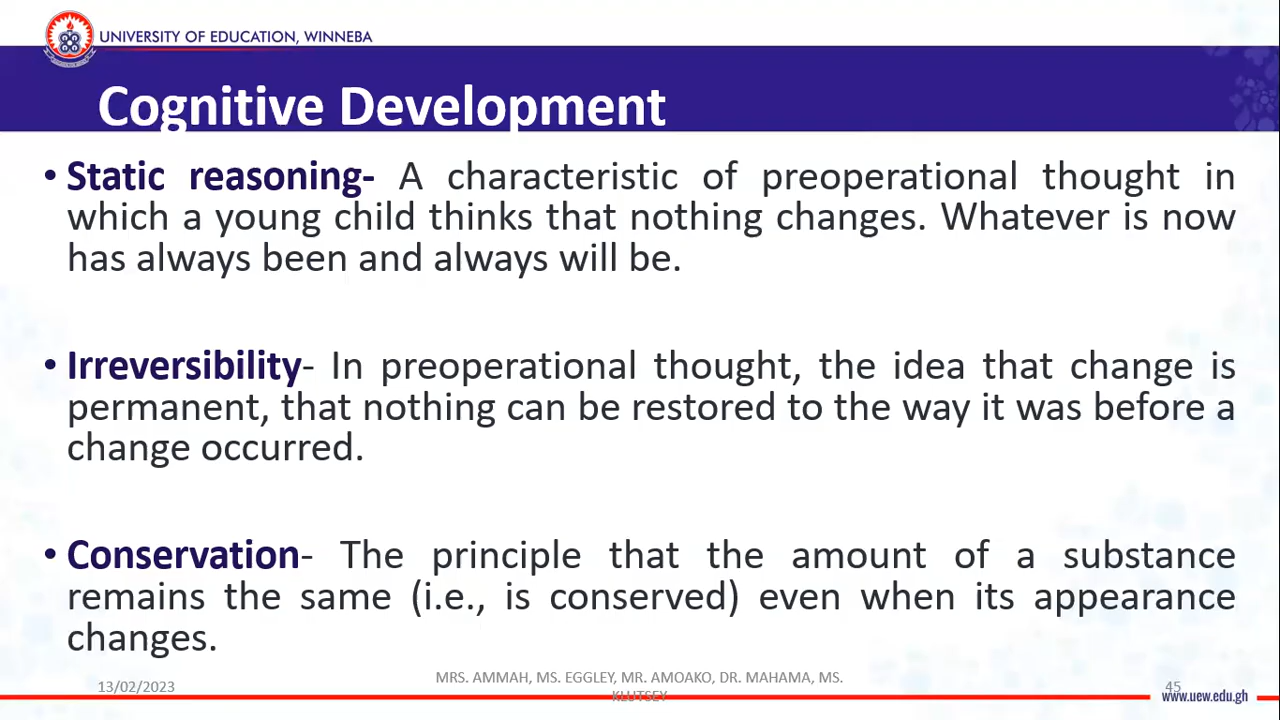 UNIVERSITY OF EDUCATION, WINNEBA
Cognitive Development
• Static reasoning- A characteristic of preoperational thought in
which a young child thinks that nothing changes. Whatever is now
has always been and always will be.
• Irreversibility- In preoperational thought, the idea that change is
permanent, that nothing can be restored to the way it was before a
change occurred.
• Conservation- The principle that the amount of a substance
remains the same (i.e., is conserved) even when its appearance
changes.
13/02/2023
MRS. AMMAH, MS. EGGLEY, MR. AMOAKO, DR. MAHAMA, MS.
KLUTSEY
45
www.uew.edu.gh